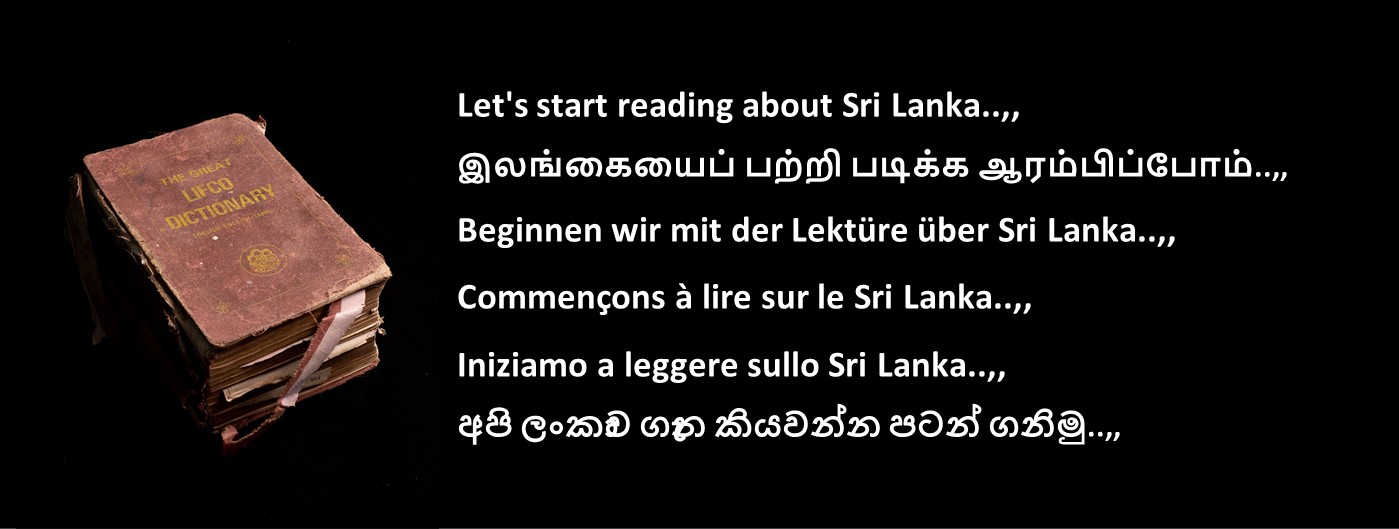 THE GREAT
LIFCO
DICTIONARY
Let's start reading about Sri Lanka..,,
இலங்கையைப் பற்றி படிக்க ஆரம்பிப்போம்..,,
Beginnen wir mit der Lektüre über Sri Lanka..,,
Commençons à lire sur le Sri Lanka..,,
Iniziamo a leggere sullo Sri Lanka..,,
අපි ලංකාව ගැන කියවන්න පටන් ගනිමු..,,